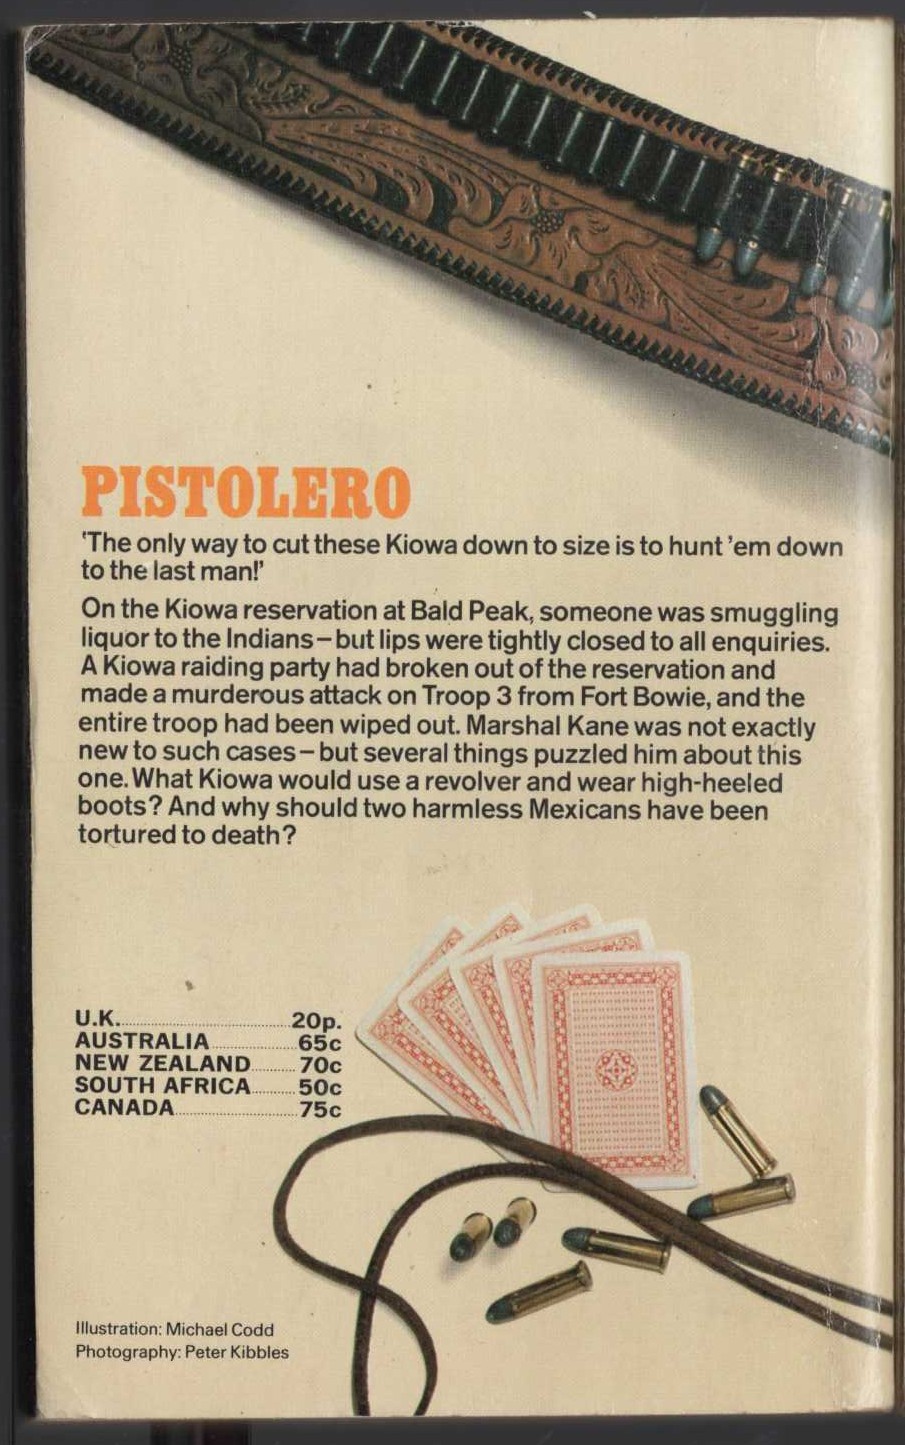 PISTOLERO
'The only way to cut these Kiowa down to size is to hunt 'em down
to the last man!'
On the Kiowa reservation at Bald Peak, someone was smuggling
liquor to the Indians – but lips were tightly closed to all enquiries.
A Kiowa raiding party had broken out of the reservation and
made a murderous attack on Troop 3 from Fort Bowie, and the
entire troop had been wiped out. Marshal Kane was not exactly
new to such cases – but several things puzzled him about this
one. What Kiowa would use a revolver and wear high-heeled
boots? And why should two harmless Mexicans have been
tortured to death?
U.K. 20p.
AUSTRALIA 65c
NEW ZEALAND 70c
SOUTH AFRICA 50c
CANADA 75c
Illustration: Michael Codd
Photography: Peter Kibbles